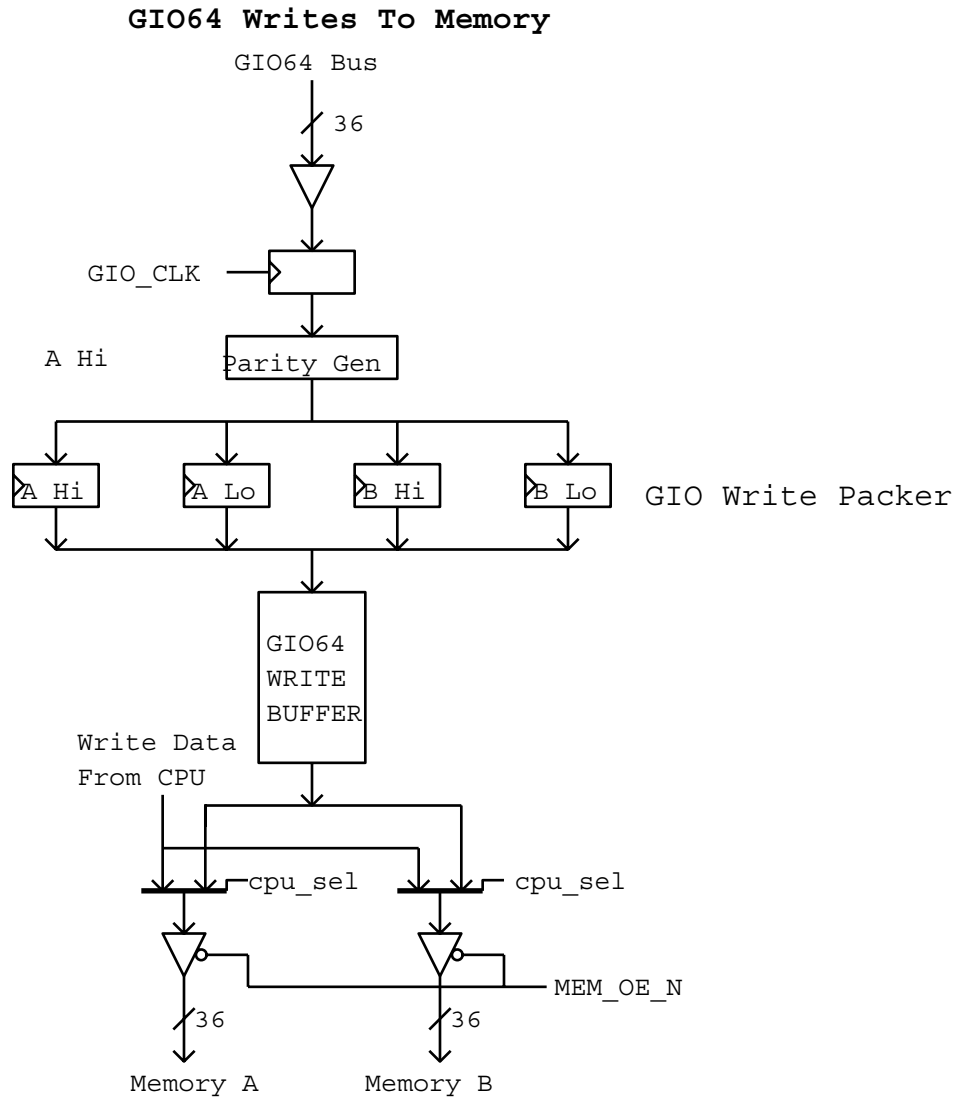 GIO64 Writes To Memory
GIO64 Bus
36
GIO_CLK
A Hi
Parity Gen
A Hi
A Lo
B Hi
B Lo
GIO Write Packer
GIO64
WRITE
BUFFER
Write Data
From CPU
cpu_sel
cpu_sel
MEM_OE_N
36
36
Memory A
Memory B